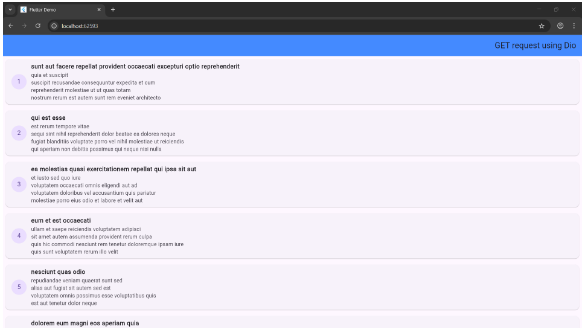 Flutter Demo
localhost:62593
GET request using Dio
sunt aut facere repellat provident occaecati excepturi optio reprehenderit
1
quia et suscipit
suscipit recusandae consequuntur expedita et cum
reprehenderit molestiae ut ut quas totam
nostrum rerum est autem sunt rem eveniet architecto
qui est esse
2
est rerum tempore vitae
sequi sint nihil reprehenderit dolor beatae ea dolores neque
fugiat blanditiis voluptate porro vel nihil molestiae ut reiciendis
qui aperiam non debitis possimus qui neque nisi nulla
ea molestias quasi exercitationem repellat qui ipsa sit aut
3
et iusto sed quo iure
voluptatem occaecati omnis eligendi aut ad
voluptatem doloribus vel accusantium quis pariatur
molestiae porro eius odio et labore et velit aut
eum et est occaecati
4
ullam et saepe reiciendis voluptatem adipisci
sit amet autem assumenda provident rerum culpa
quis hic commodi nesciunt rem tenetur doloremque ipsam iure
quis sunt voluptatem rerum illo velit
nesciunt quas odio
5
repudiandae veniam quaerat sunt sed
alias aut fugiat sit autem sed est
voluptatem omnis possimus esse voluptatibus quis
est aut tenetur dolor neque
dolorem eum magni eos aperiam quia